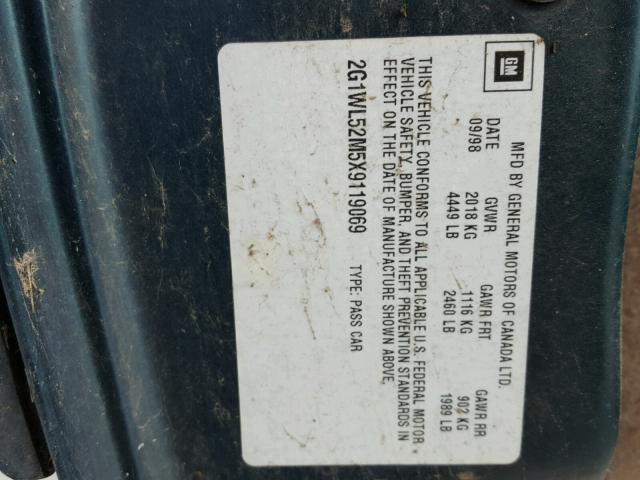 GM
MFD BY GENERAL MOTORS OF CANADA LTD.
DATE GVWR GAWR FRT GAWR RR
09/98 2018 KG 1116 KG 902 KG
4449 LB 2460 LB 1989 LB
THIS VEHICLE CONFORMS TO ALL APPLICABLE U.S. FEDERAL MOTOR
VEHICLE SAFETY, BUMPER, AND THEFT PREVENTION STANDARDS IN
EFFECT ON THE DATE OF MANUFACTURE SHOWN ABOVE.
2G1WL52M5X9119069 TYPE: PASS CAR